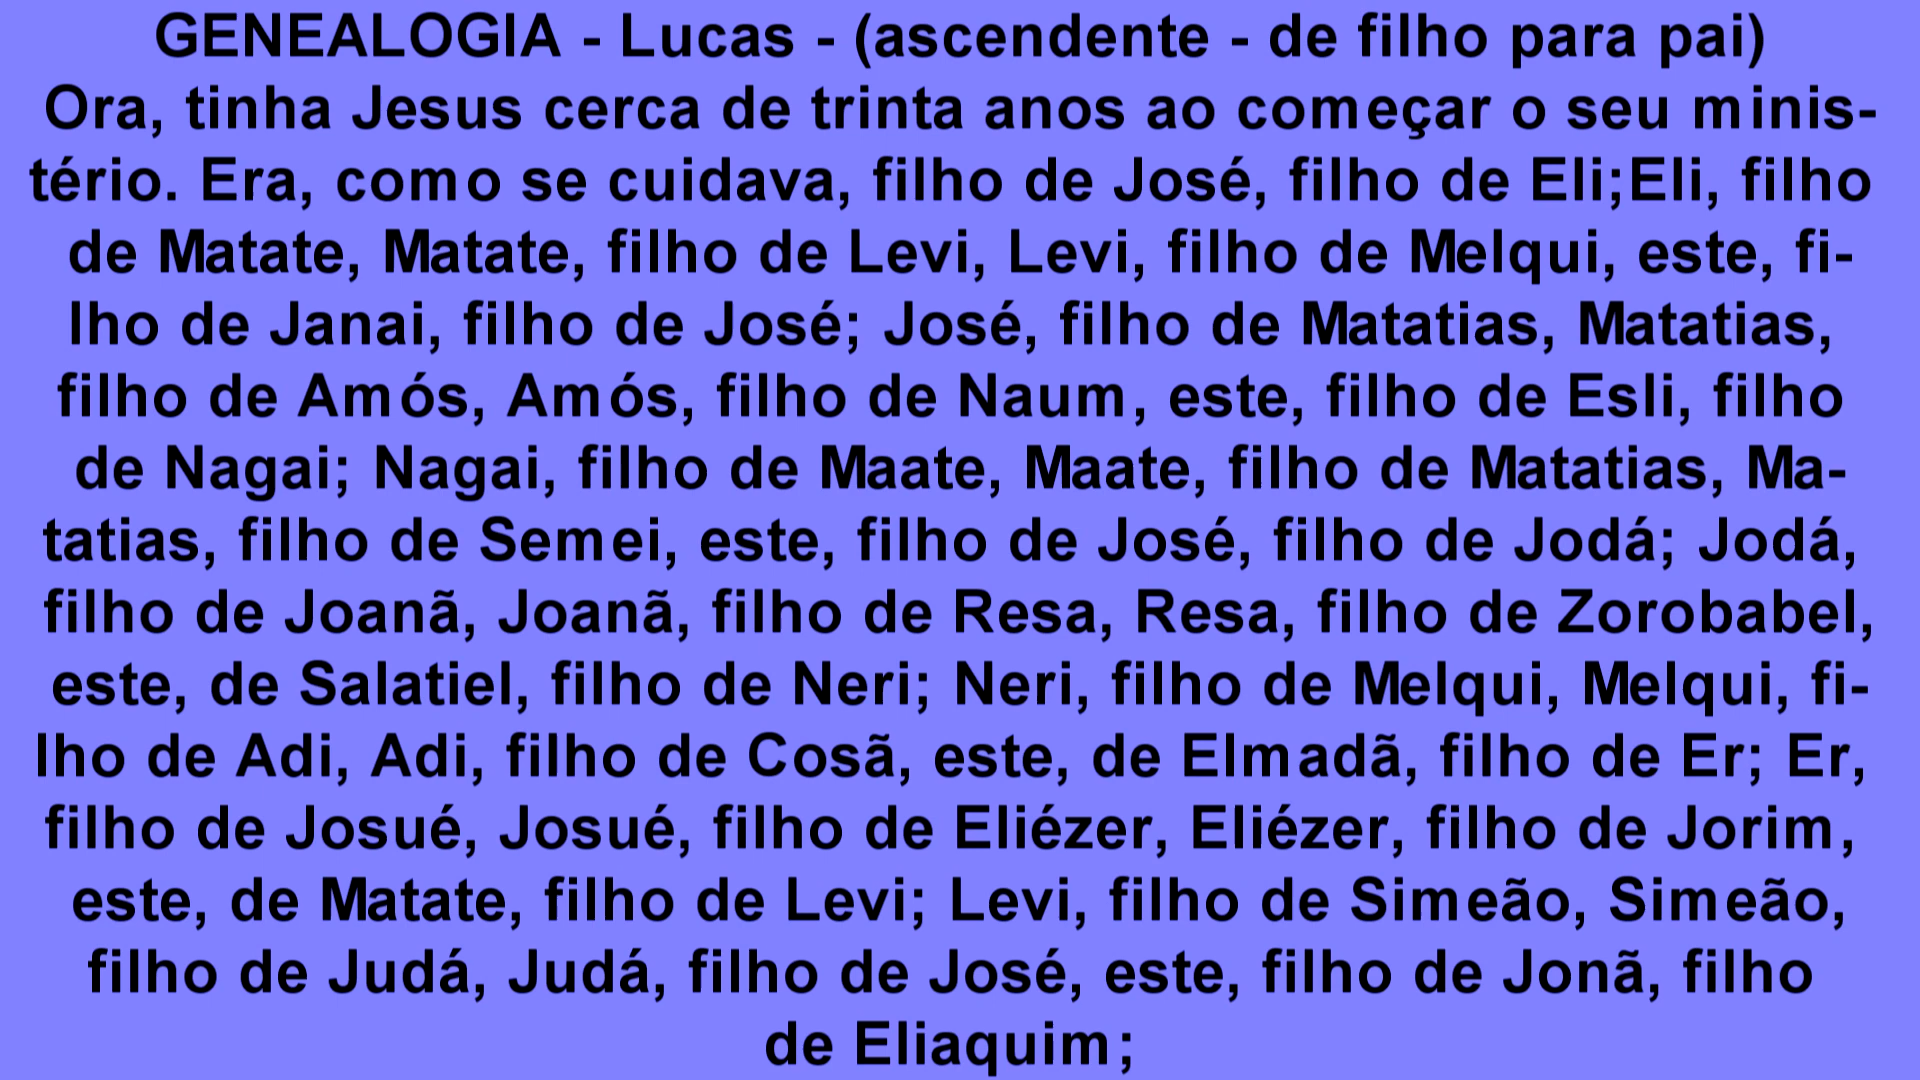 GENEALOGIA - Lucas - (ascendente - de filho para pai)
Ora, tinha Jesus cerca de trinta anos ao começar o seu minis-
tério. Era, como se cuidava, filho de José, filho de Eli;Eli, filho
de Matate, Matate, filho de Levi, Levi, filho de Melqui, este, fi-
lho de Janai, filho de José; José, filho de Matatias, Matatias,
filho de Amós, Amós, filho de Naum, este, filho de Esli, filho
de Nagai; Nagai, filho de Maate, Maate, filho de Matatias, Ma-
tatias, filho de Semei, este, filho de José, filho de Jodá; Jodá,
filho de Joanã, Joanã, filho de Resa, Resa, filho de Zorobabel,
este, de Salatiel, filho de Neri; Neri, filho de Melqui, Melqui, fi-
lho de Adi, Adi, filho de Cosã, este, de Elmadã, filho de Er; Er,
filho de Josué, Josué, filho de Eliézer, Eliézer, filho de Jorim,
este, de Matate, filho de Levi; Levi, filho de Simeão, Simeão,
filho de Judá, Judá, filho de José, este, filho de Jonã, filho
de Eliaquim;